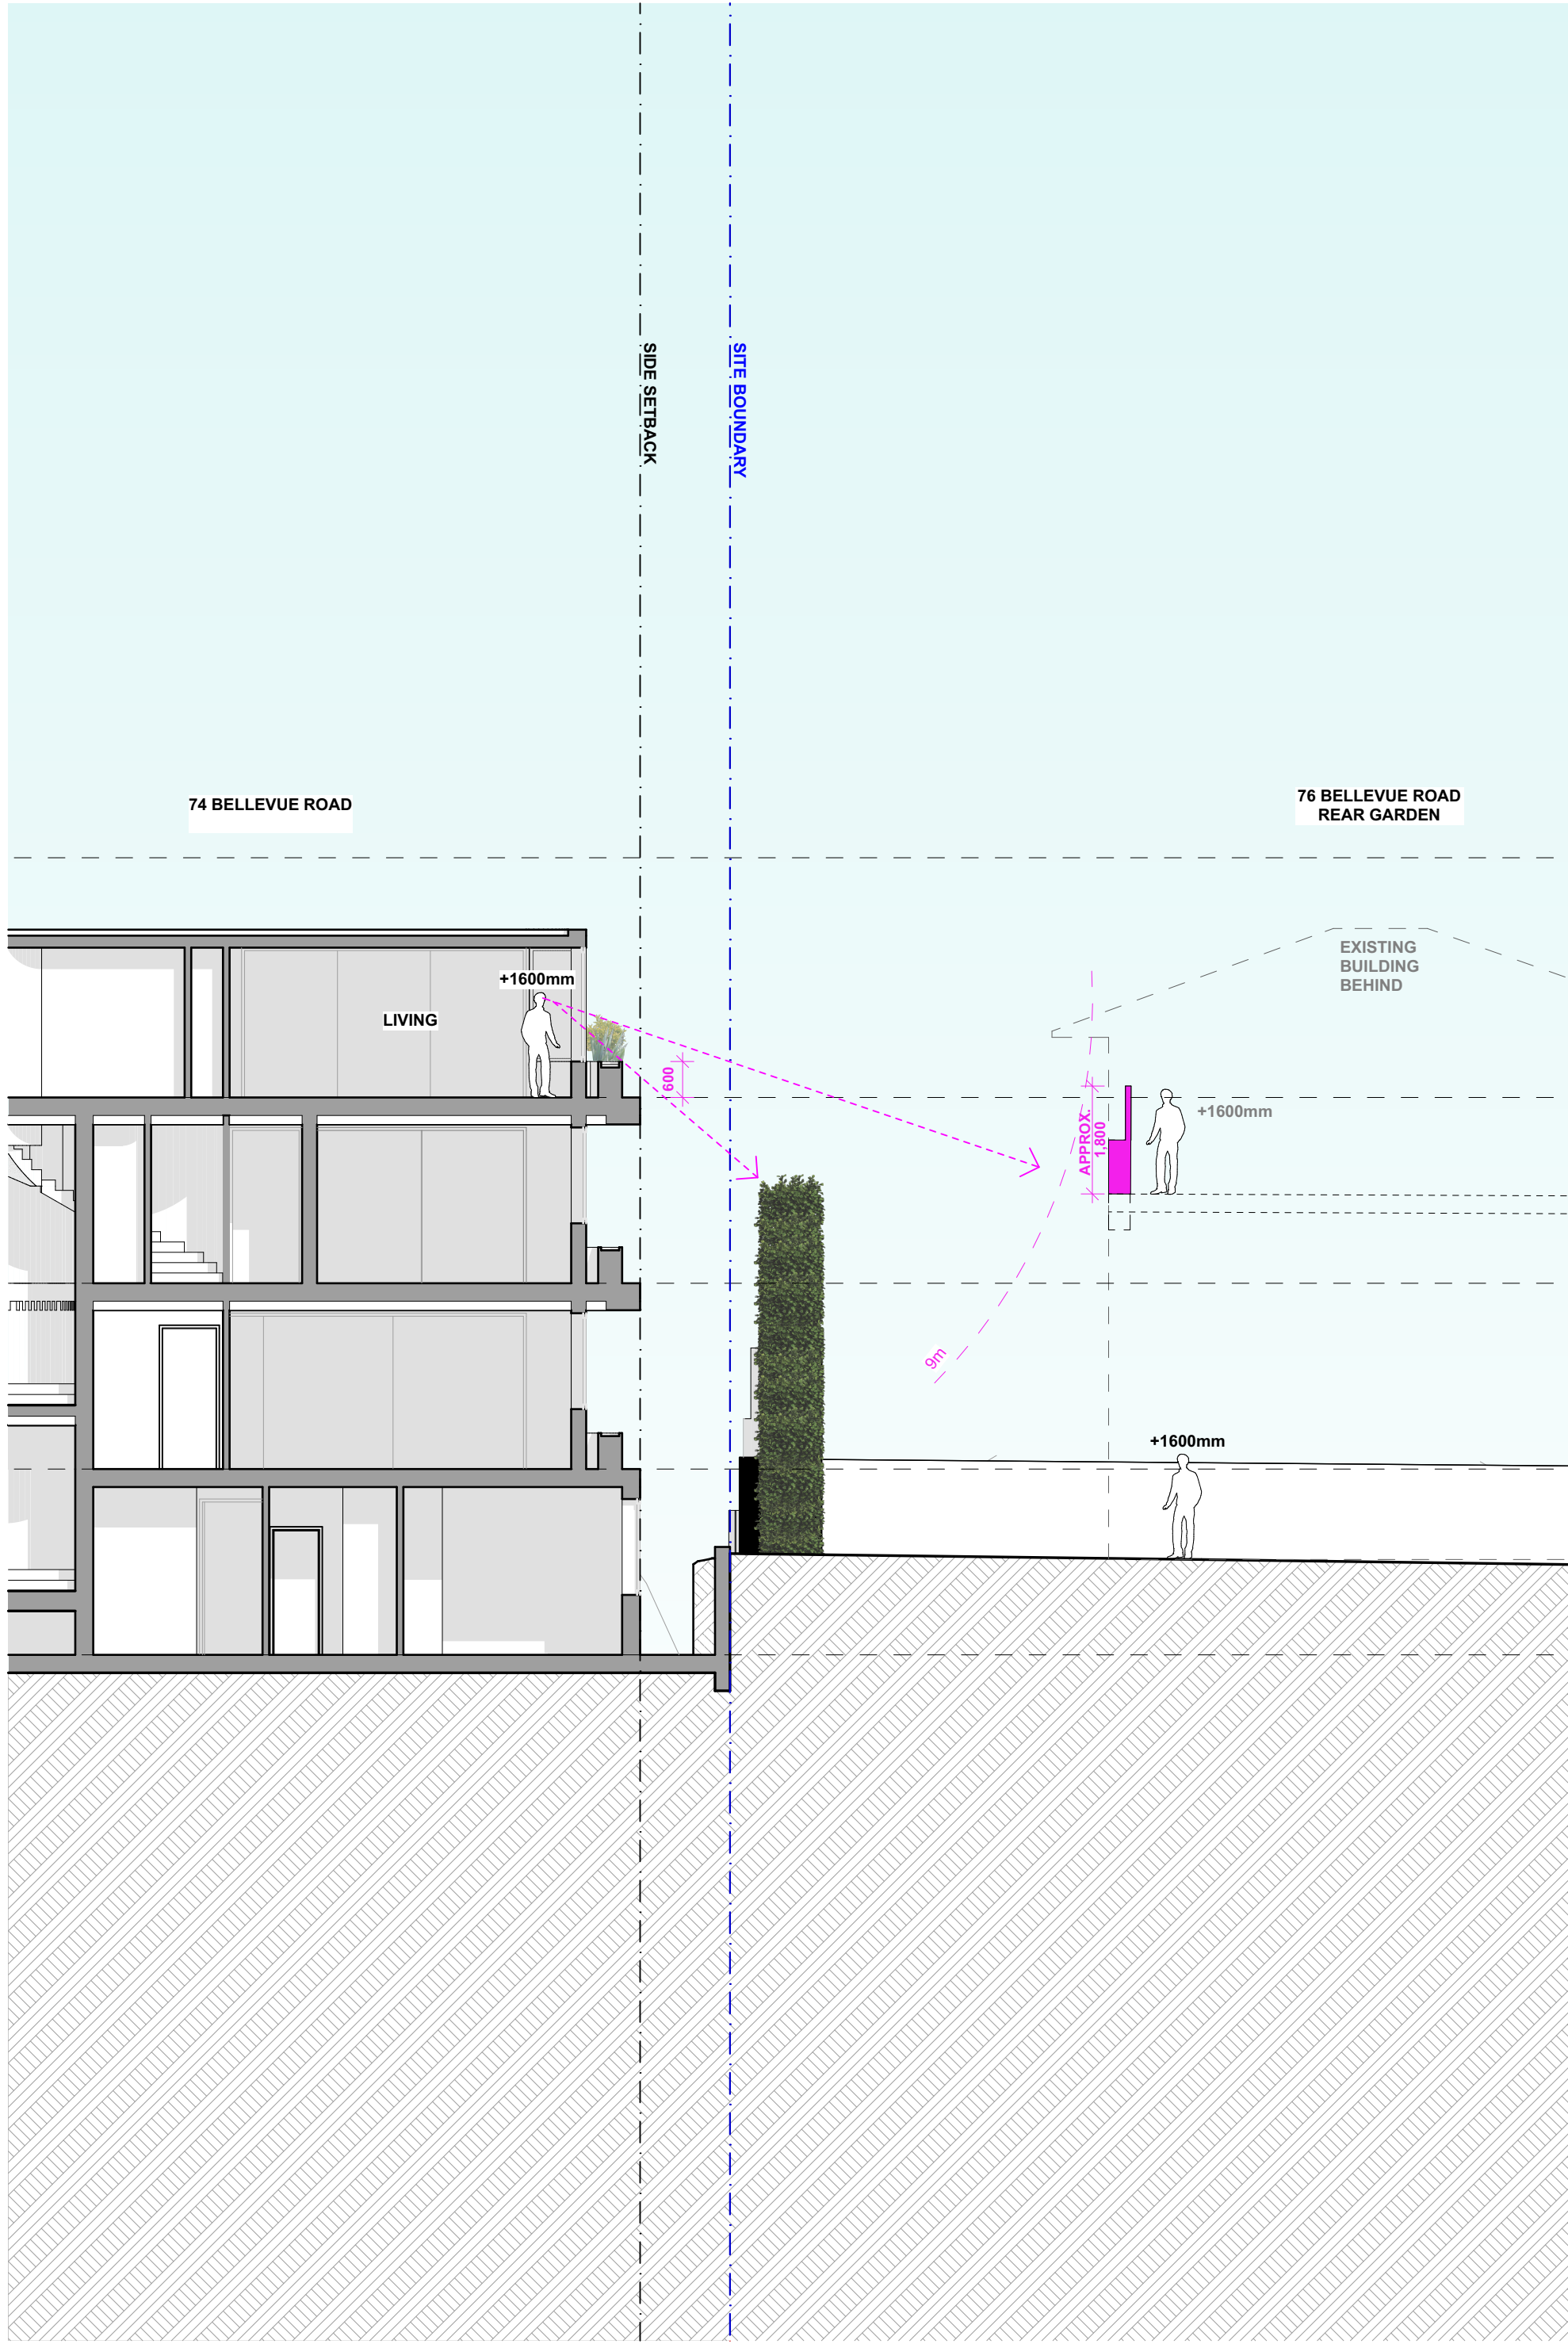 SIDE SETBACK
SITE BOUNDARY
74 BELLEVUE ROAD
76 BELLEVUE ROAD
REAR GARDEN
EXISTING
BUILDING
BEHIND
+1600mm
LIVING
600
APPROX.
1,800
+1600mm
9m
+1600mm